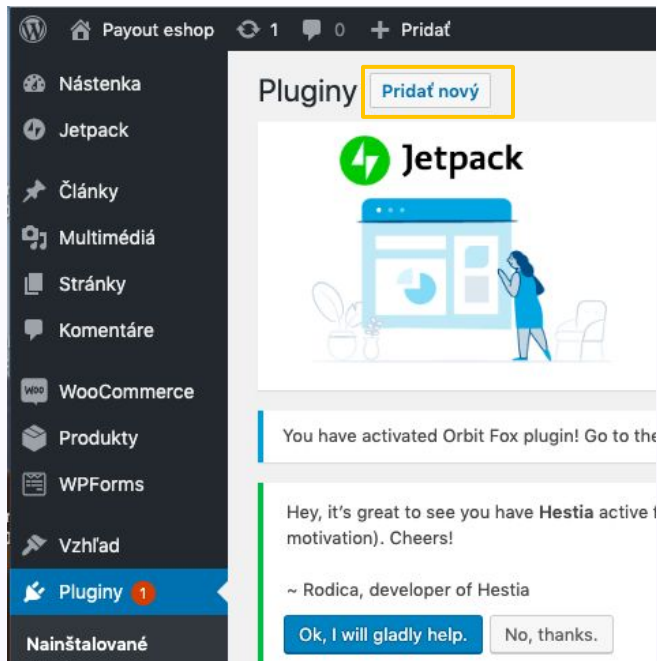 Payout eshop 1 0 + Pridať
Nástenka
Jetpack
Články
Multimédiá
Stránky
Komentáre
WooCommerce
Produkty
WPForms
Vzhľad
Pluginy 1
Nainštalované
Pluginy Pridať nový
Jetpack
You have activated Orbit Fox plugin! Go to the
Hey, it's great to see you have Hestia active
motivation). Cheers!
~ Rodica, developer of Hestia
Ok, I will gladly help. No, thanks.